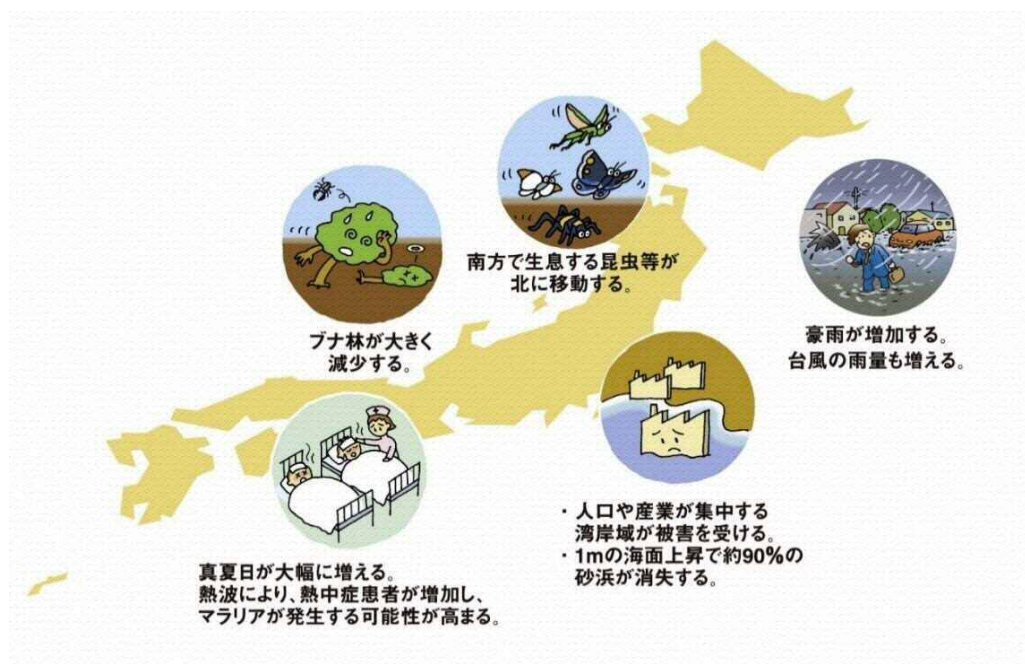 南方で生息する昆虫等が
北に移動する。
ブナ林が大きく
減少する。
豪雨が増加する。
台風の雨量も増える。
・人口や産業が集中する
湾岸域が被害を受ける。
・1mの海面上昇で約90%の
砂浜が消失する。
真夏日が大幅に増える。
熱波により、熱中症患者が増加し、
マラリアが発生する可能性が高まる。